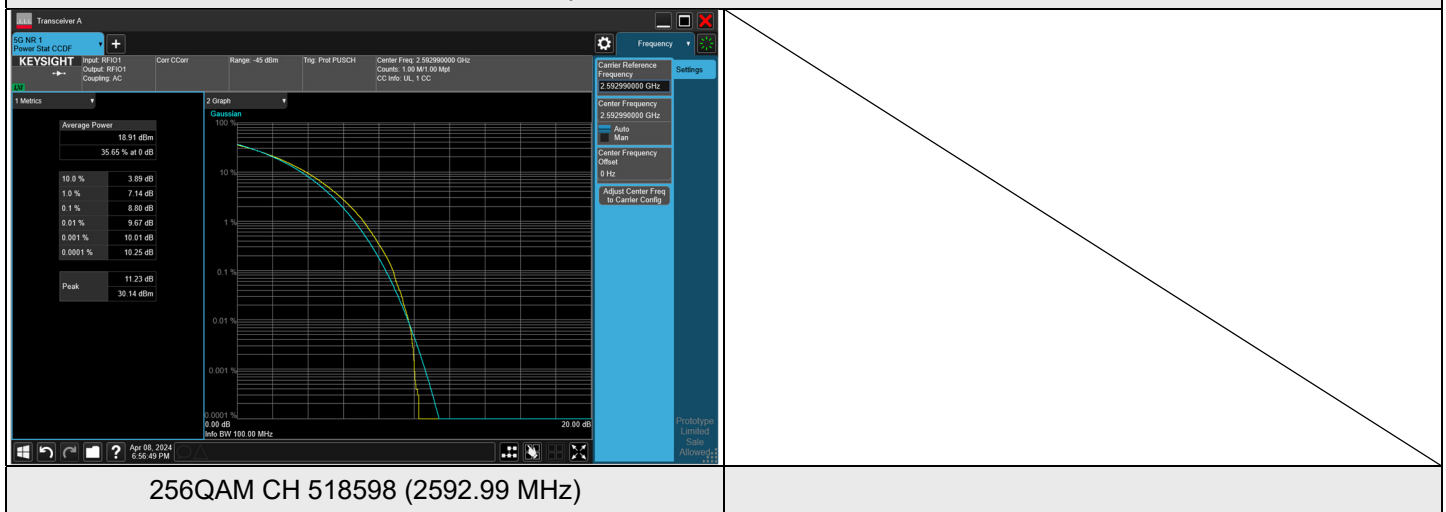 Transceiver A
5G NR 1
Power Stat CCDF
Frequency
KEYSIGHT
LXI
Input: RFIO1
Output: RFIO1
Coupling: AC
Corr CCorr
Range: -45 dBm
Trig: Prot PUSCH
Center Freq: 2.592990000 GHz
Counts: 1.00 M/1.00 Mpt
CC Info: UL, 1 CC
1 Metrics
Average Power
18.91 dBm
35.65 % at 0 dB
10.0 % 3.89 dB
1.0 % 7.14 dB
0.1 % 8.80 dB
0.01 % 9.67 dB
0.001 % 10.01 dB
0.0001 % 10.25 dB
Peak
11.23 dB
30.14 dBm
2 Graph
Gaussian
100 %
10 %
1 %
0.1 %
0.01 %
0.001 %
0.0001 %
0.00 dB 20.00 dB
Info BW 100.00 MHz
Carrier Reference
Frequency
2.592990000 GHz
Center Frequency
2.592990000 GHz
Auto
Man
Center Frequency
Offset
0 Hz
Adjust Center Freq
to Carrier Config
Settings
Prototype
Limited
Sale
Allowed
Apr 08, 2024
6:56:49 PM
256QAM CH 518598 (2592.99 MHz)